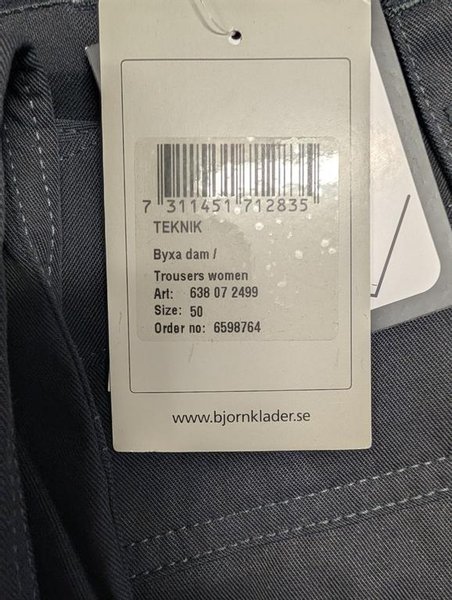 7 311451 712835
TEKNIK
Byxa dam /
Trousers women
Art: 638 07 2499
Size: 50
Order no: 6598764
www.bjornklader.se